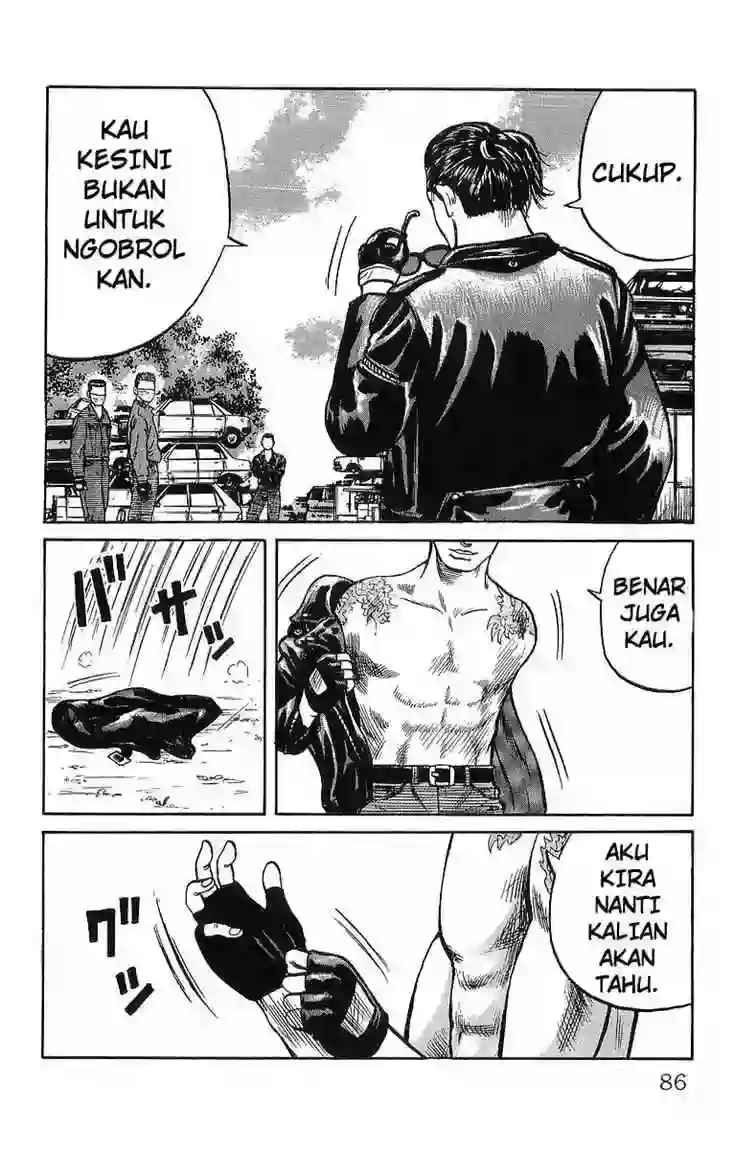 CUKUP.
KAU
KESINI
BUKAN
UNTUK
NGOBROL
KAN.
BENAR
JUGA
KAU.
バサッ
AKU
KIRA
NANTI
KALIAN
AKAN
TAHU.
グッ
86